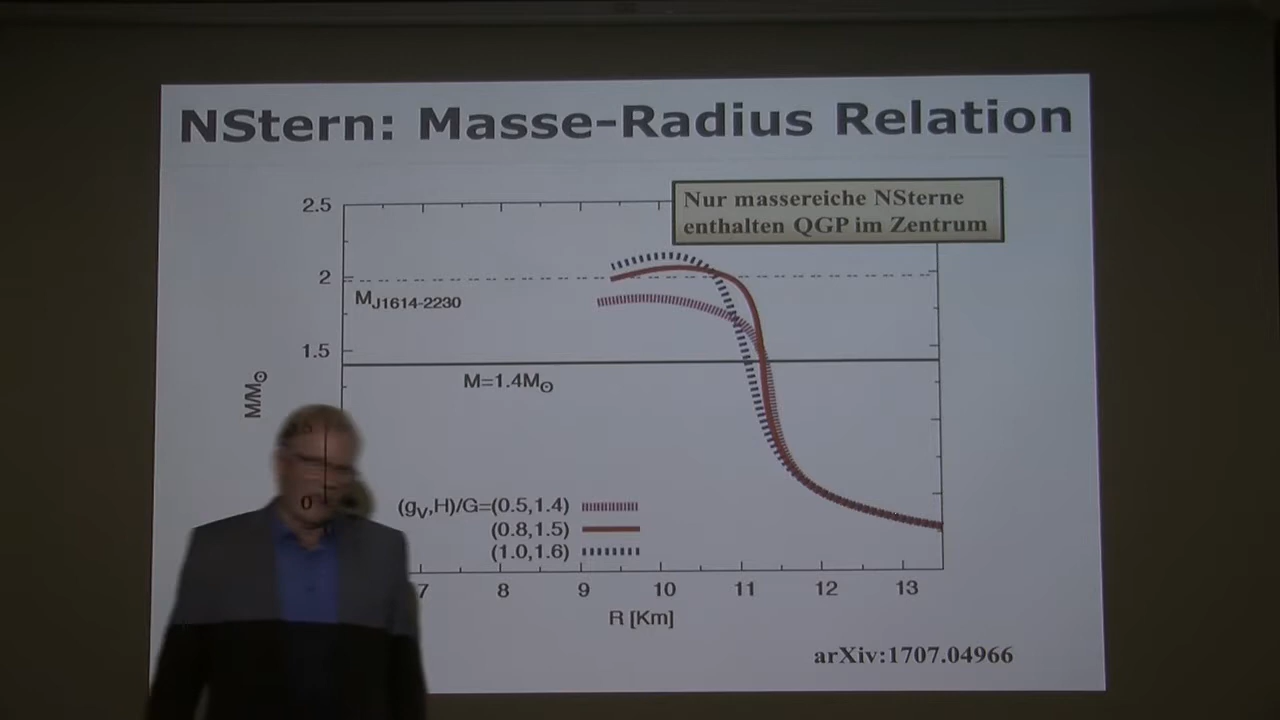 NStern: Masse-Radius Relation
Nur massereiche NSterne
enthalten QGP im Zentrum
2.5
2
M_J1614-2230
1.5
M/M⊙
M=1.4M⊙
0
(g_V,H)/G=(0.5,1.4)
(0.8,1.5)
(1.0,1.6)
7 8 9 10 11 12 13
R [Km]
arXiv:1707.04966